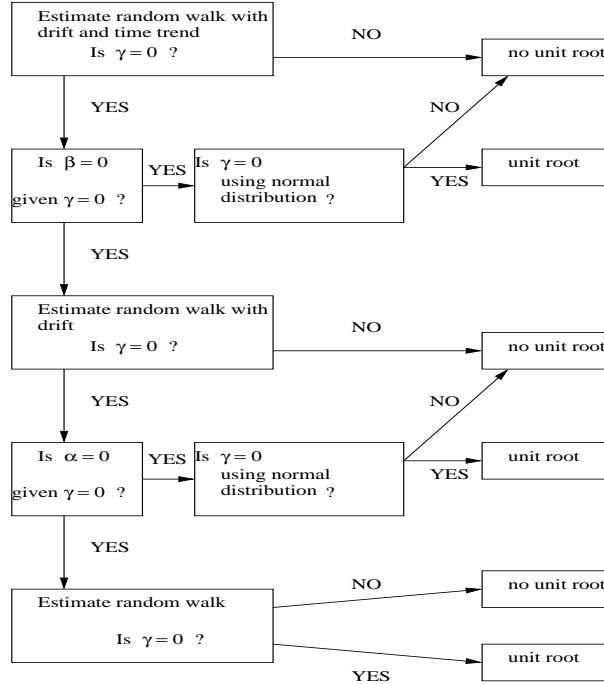 Estimate random walk with
drift and time trend
Is γ=0 ?
NO
no unit root
YES
NO
Is β=0
given γ=0 ?
YES
Is γ=0
using normal
distribution ?
YES
unit root
YES
Estimate random walk with
drift
Is γ=0 ?
NO
no unit root
YES
NO
Is α=0
given γ=0 ?
YES
Is γ=0
using normal
distribution ?
YES
unit root
YES
Estimate random walk
Is γ=0 ?
NO
no unit root
YES
unit root